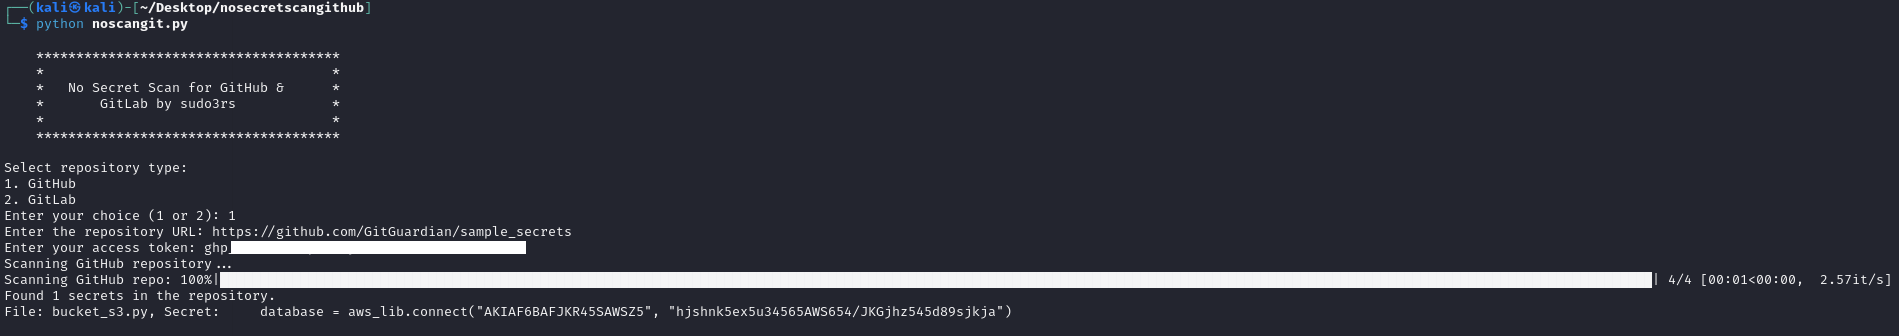 ┌──(kali㉿kali)-[~/Desktop/nosecretscangithub]
└─$ python noscangit.py
**************************************
* *
* No Secret Scan for GitHub & *
* GitLab by sudo3rs *
* *
**************************************
Select repository type:
1. GitHub
2. GitLab
Enter your choice (1 or 2): 1
Enter the repository URL: https://github.com/GitGuardian/sample_secrets
Enter your access token: ghp_
Scanning GitHub repository...
Scanning GitHub repo: 100%|| 4/4 [00:01<00:00, 2.57it/s]
Found 1 secrets in the repository.
File: bucket_s3.py, Secret: database = aws_lib.connect("AKIAF6BAFJKR45SAWSZ5", "hjshnk5ex5u34565AWS654/JKGjhz545d89sjkja")